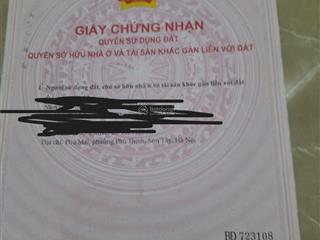 GIẤY CHỨNG NHẬN
QUYỀN SỬ DỤNG ĐẤT
QUYỀN SỞ HỮU NHÀ Ở VÀ TÀI SẢN KHÁC GẮN LIỀN VỚI ĐẤT
I. Người sử dụng đất, chủ sở hữu nhà ở và tài sản khác gắn liền với đất
Địa chỉ: Phù Mai, phường Phú Thịnh, Sơn Tây, Hà Nội
BĐ 723108